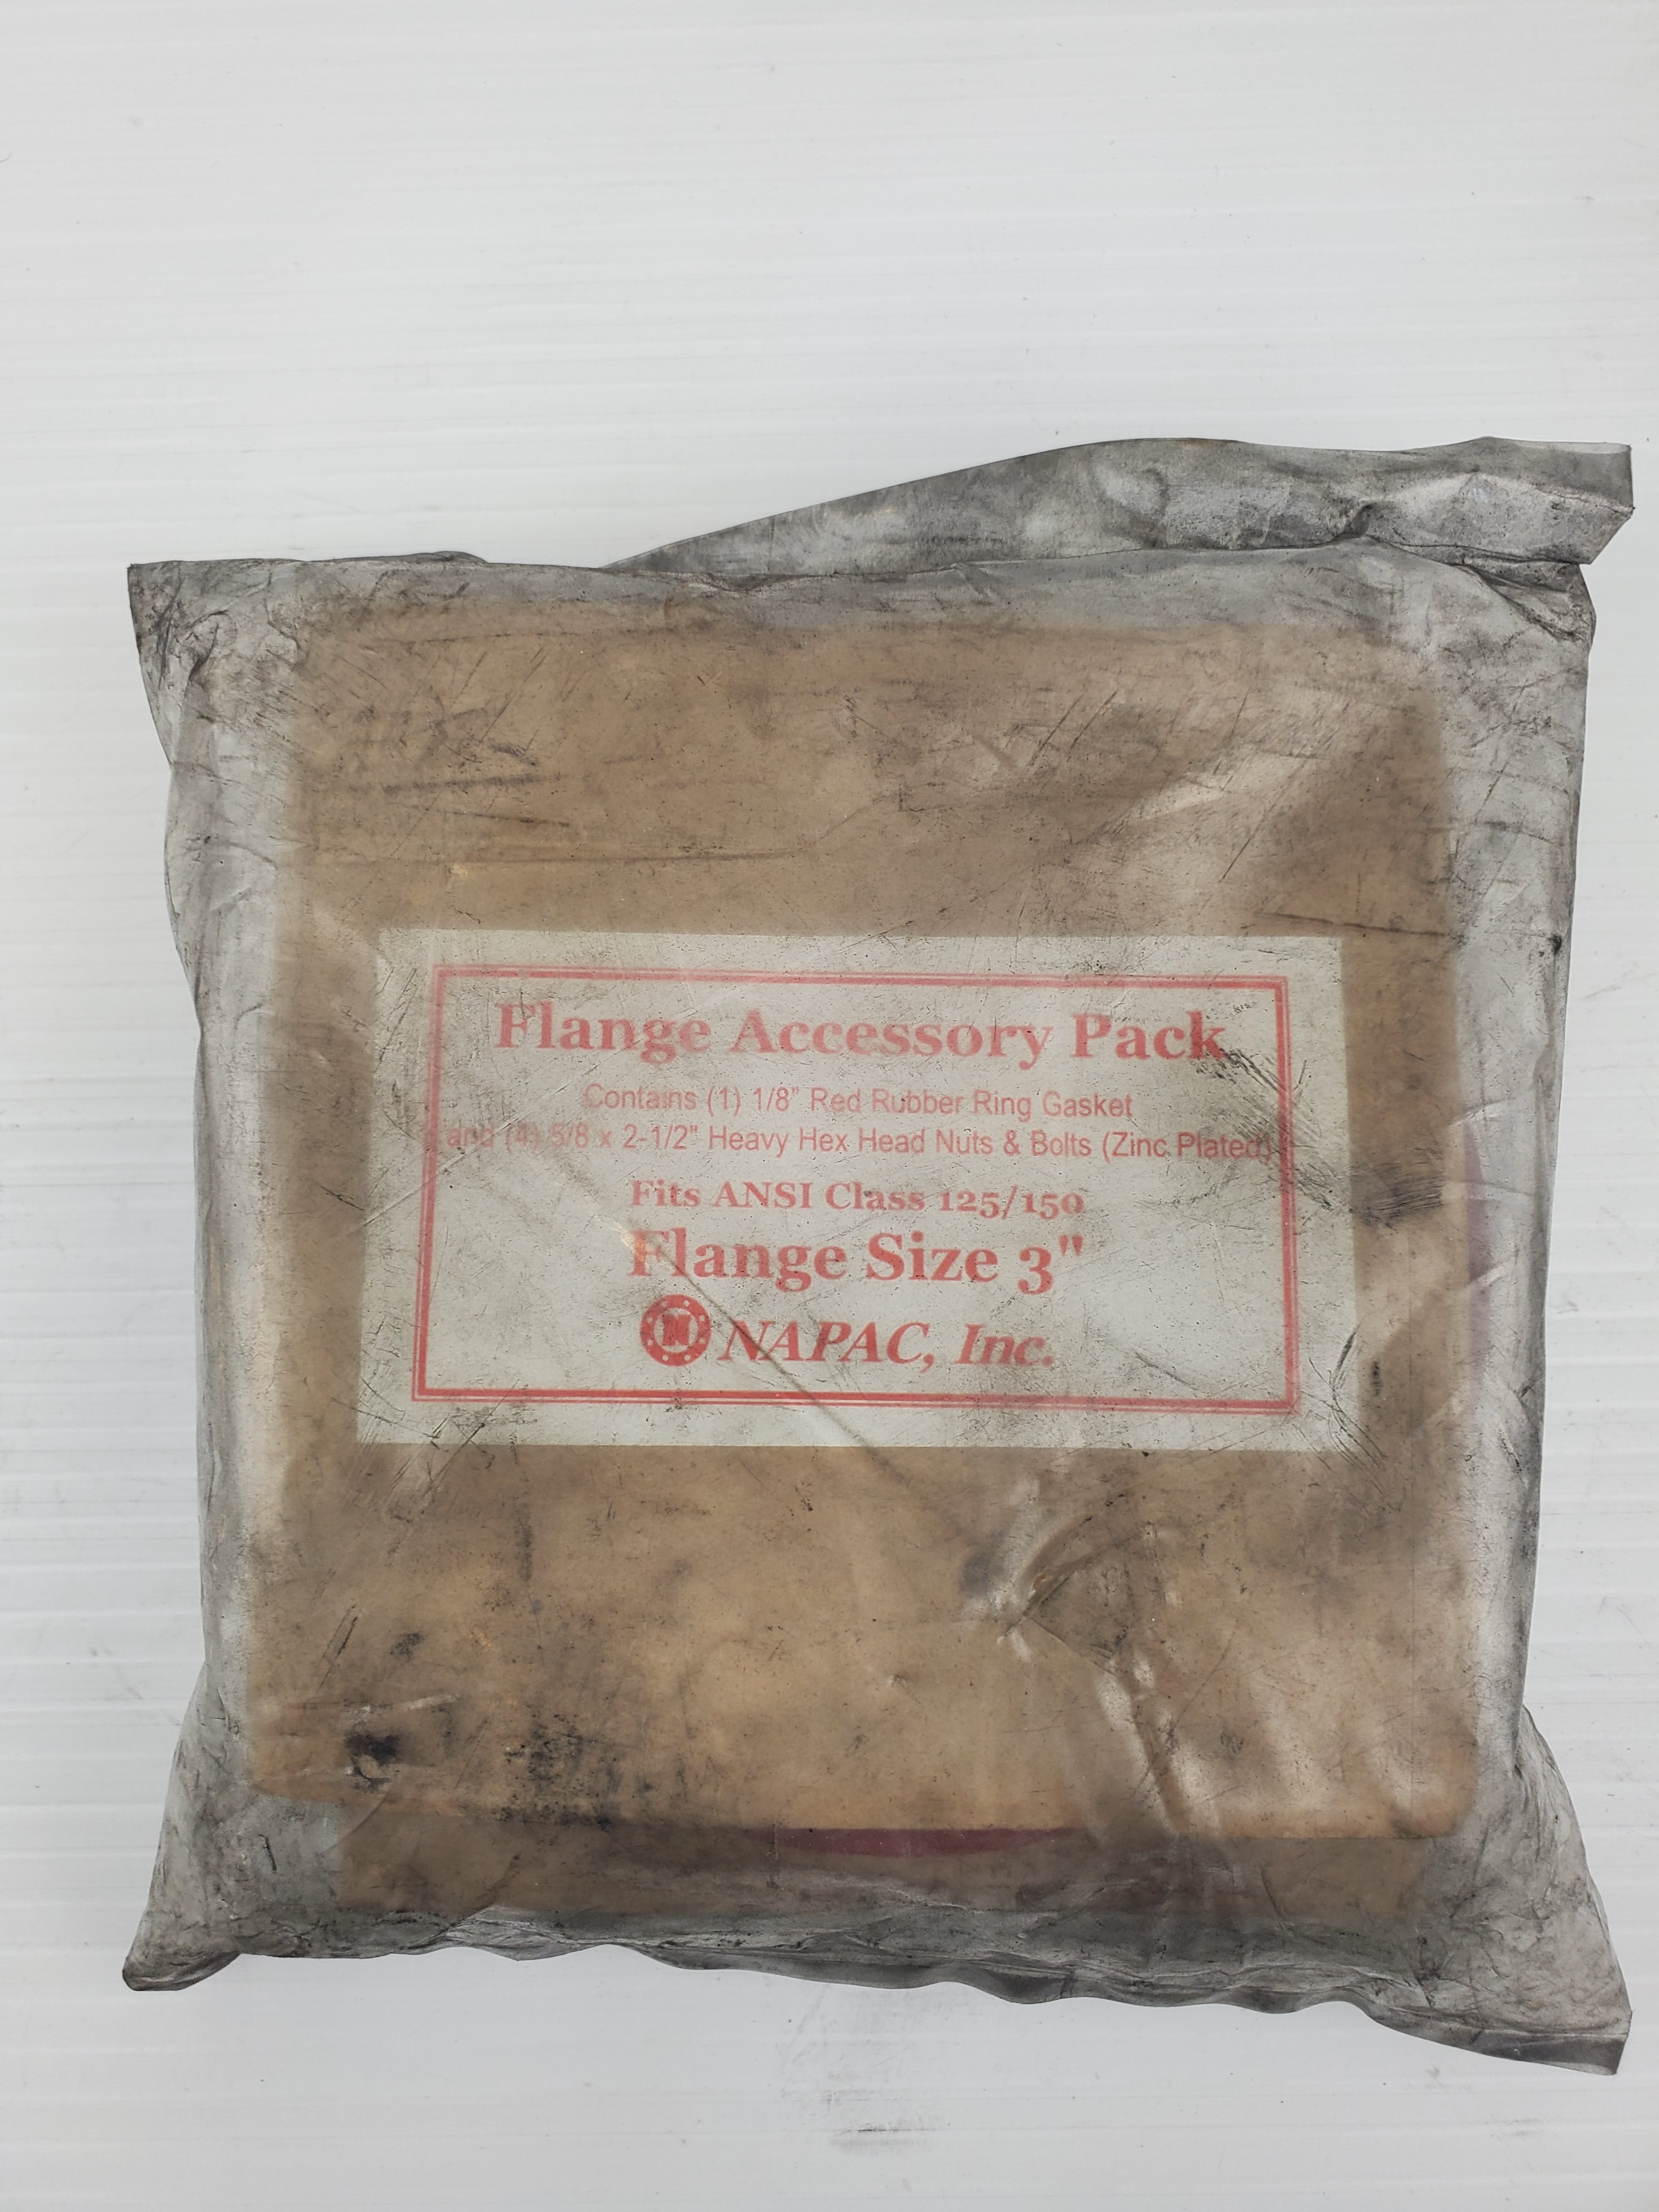 Flange Accessory Pack
Contains (1) 1/8" Red Rubber Ring Gasket
and (4) 5/8 x 2-1/2" Heavy Hex Head Nuts & Bolts (Zinc Plated)
Fits ANSI Class 125/150
Flange Size 3"
N NAPAC, Inc.